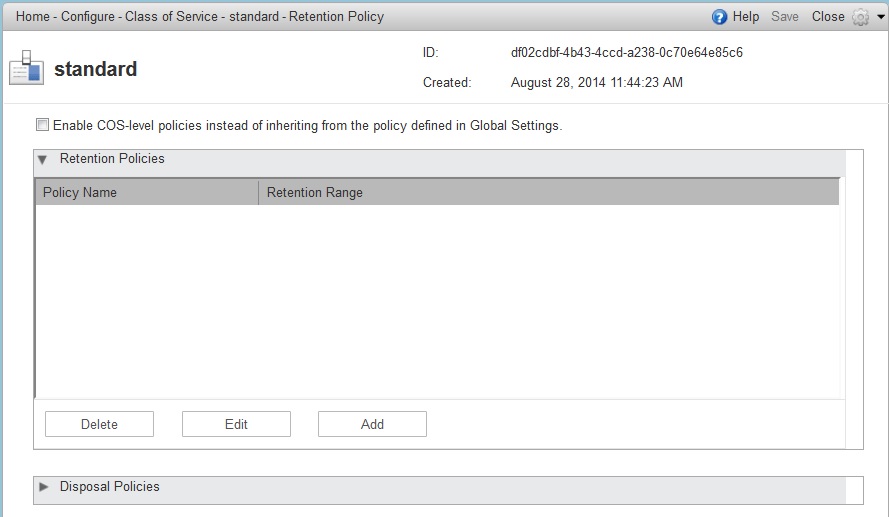 Home - Configure - Class of Service - standard - Retention Policy Help Save Close
standard
ID: df02cdbf-4b43-4ccd-a238-0c70e64e85c6
Created: August 28, 2014 11:44:23 AM
Enable COS-level policies instead of inheriting from the policy defined in Global Settings.
Retention Policies
Policy Name Retention Range
Delete Edit Add
Disposal Policies